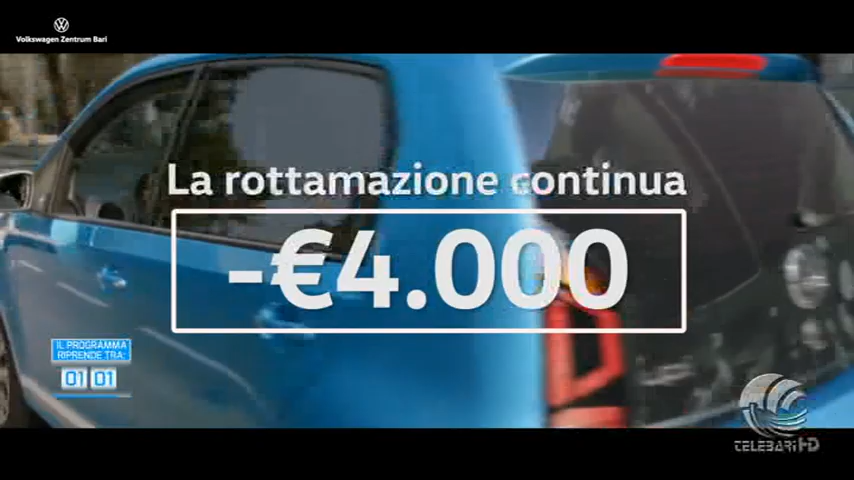 Volkswagen Zentrum Bari
La rottamazione continua
-€4.000
IL PROGRAMMA
RIPRENDE TRA:
01 01
TELEBARI HD